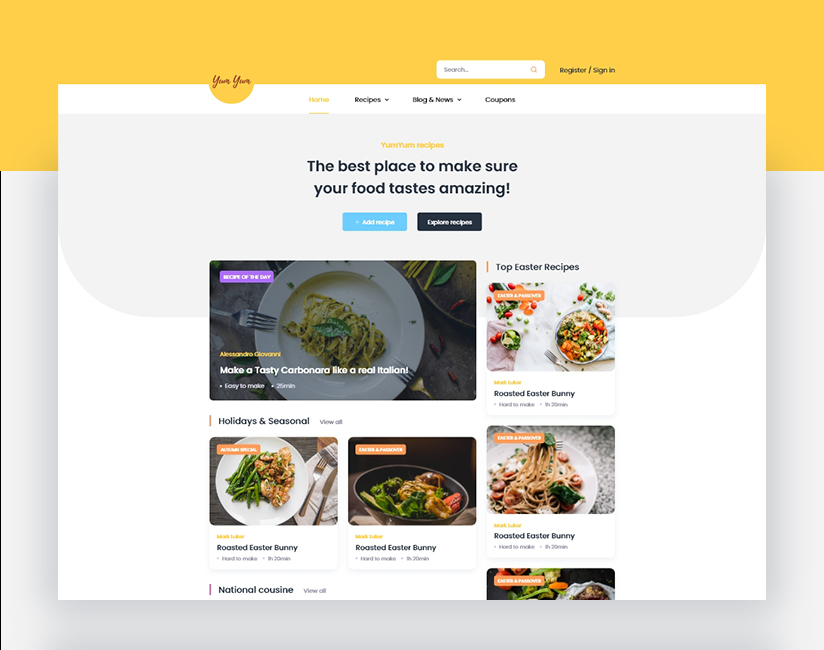 Search...
Register / Sign in
Yum Yum
Home
Recipes
Blog & News
Coupons
YumYum recipes
The best place to make sure
your food tastes amazing!
+ Add recipe
Explore recipes
RECIPE OF THE DAY
Alessandro Giovanni
Make a Tasty Carbonara like a real Italian!
• Easy to make • 25min
Holidays & Seasonal
View all
AUTUMN SPECIAL
Mark Lubar
Roasted Easter Bunny
• Hard to make • 1h 20min
EASTER & PASSOVER
Mark Lubar
Roasted Easter Bunny
• Hard to make • 1h 20min
National cousine
View all
Top Easter Recipes
EASTER & PASSOVER
Mark Lubar
Roasted Easter Bunny
• Hard to make • 1h 20min
EASTER & PASSOVER
Mark Lubar
Roasted Easter Bunny
• Hard to make • 1h 20min
EASTER & PASSOVER